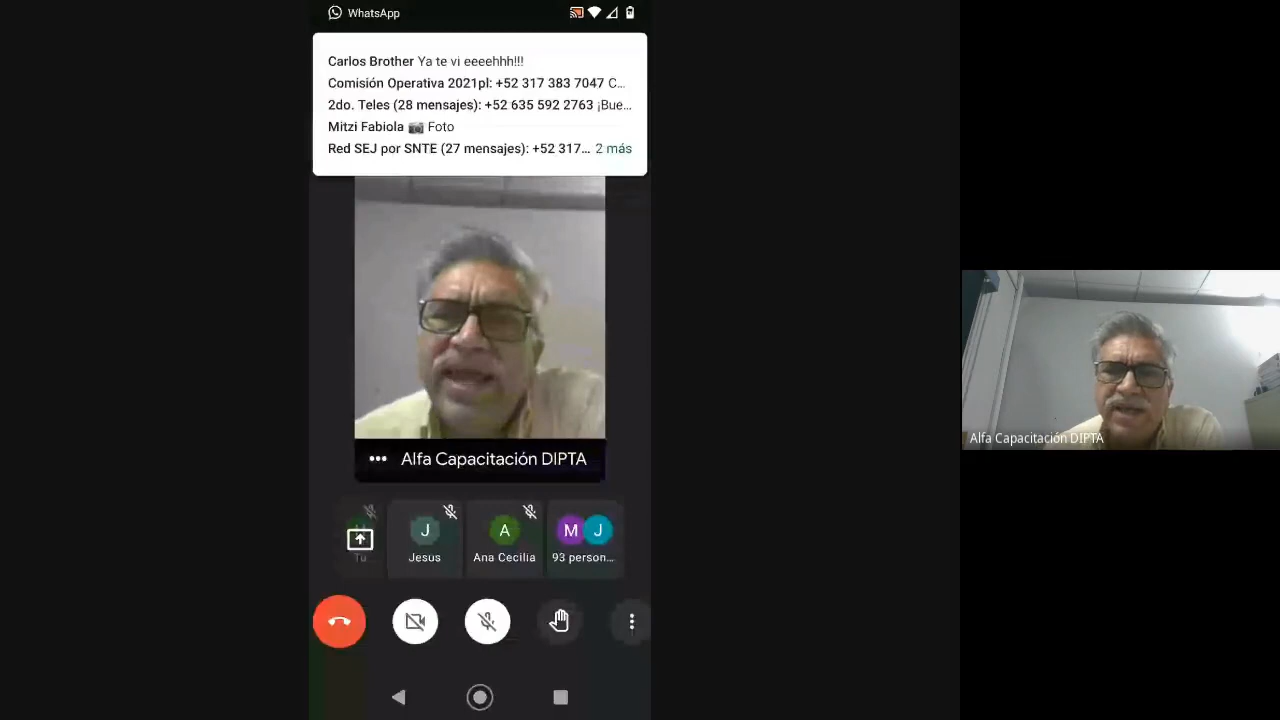 WhatsApp
Carlos Brother Ya te vi eeeehhh!!!
Comisión Operativa 2021pl: +52 317 383 7047 C...
2do. Teles (28 mensajes): +52 635 592 2763 ¡Bue...
Mitzi Fabiola 📷 Foto
Red SEJ por SNTE (27 mensajes): +52 317... 2 más
••• Alfa Capacitación DIPTA
J
A
M J
Tú
Jesus
Ana Cecilia
93 person...
Alfa Capacitación DIPTA